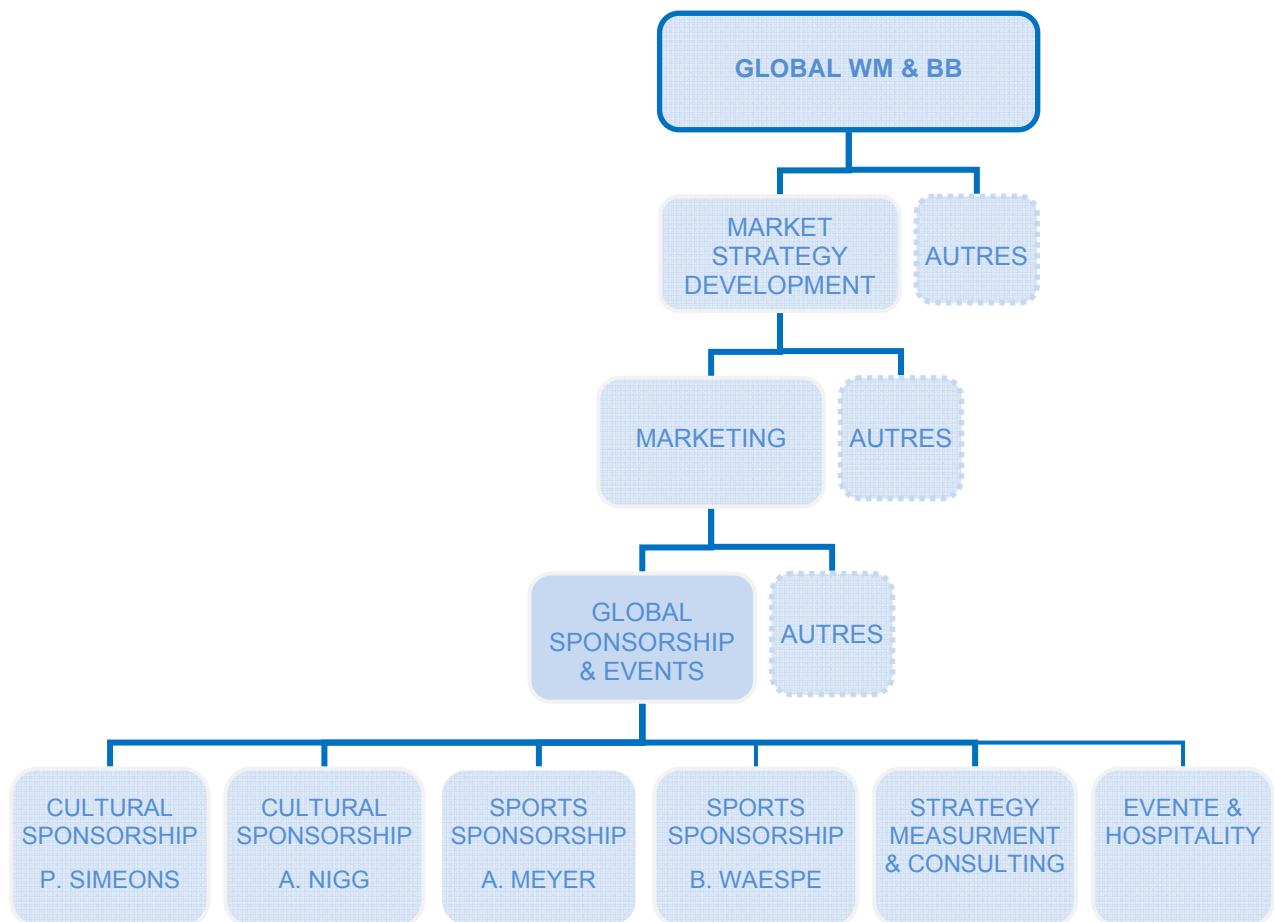 GLOBAL WM & BB
MARKET
STRATEGY
DEVELOPMENT
AUTRES
MARKETING
AUTRES
GLOBAL
SPONSORSHIP
& EVENTS
AUTRES
CULTURAL
SPONSORSHIP
P. SIMEONS
CULTURAL
SPONSORSHIP
A. NIGG
SPORTS
SPONSORSHIP
A. MEYER
SPORTS
SPONSORSHIP
B. WAESPE
STRATEGY
MEASURMENT
& CONSULTING
EVENTE &
HOSPITALITY